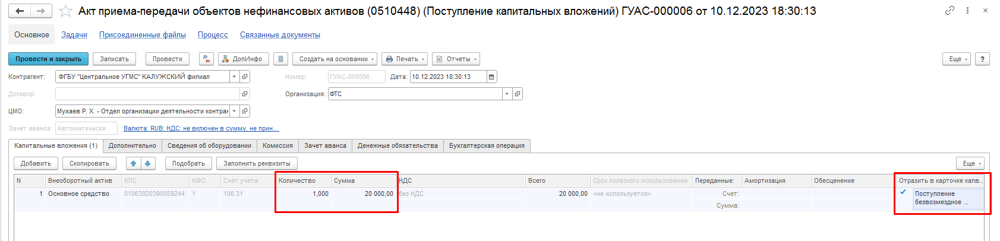 Акт приема-передачи объектов нефинансовых активов (0510448) (Поступление капитальных вложений) ГУАС-000006 от 10.12.2023 18:30:13
Основное Задачи Присоединенные файлы Процесс Связанные документы
Провести и закрыть Записать Провести Дт Кт ДопИнфо Создать на основании Печать Отчеты Еще ?
Контрагент: ФГБУ "Центральное УГМС" КАЛУЖСКИЙ филиал Номер: ГУАС-000006 Дата: 10.12.2023 18:30:13
Договор: Организация: ФТС
ЦМО: Мухаев Р. Х. - Отдел организации деятельности контрак
Зачет аванса: Автоматически Валюта: RUB; НДС: не включен в сумму, не прин...
Капитальные вложения (1) Дополнительно Сведения об оборудовании Комиссия Зачет аванса Денежные обязательства Бухгалтерская операция
Добавить Скопировать Подобрать Заполнить реквизиты Еще
N Внеоборотный актив КПС КФО Счет учета Количество Сумма НДС Всего Срок полезного использования Переданные: Амортизация Обесценение Отразить в карточке капв...
1 Основное средство 01063920390059244 1 106.31 1,000 20 000,00 без НДС 20 000,00 <не используется> Счет: Поступление
Сумма: безвозмездное ...